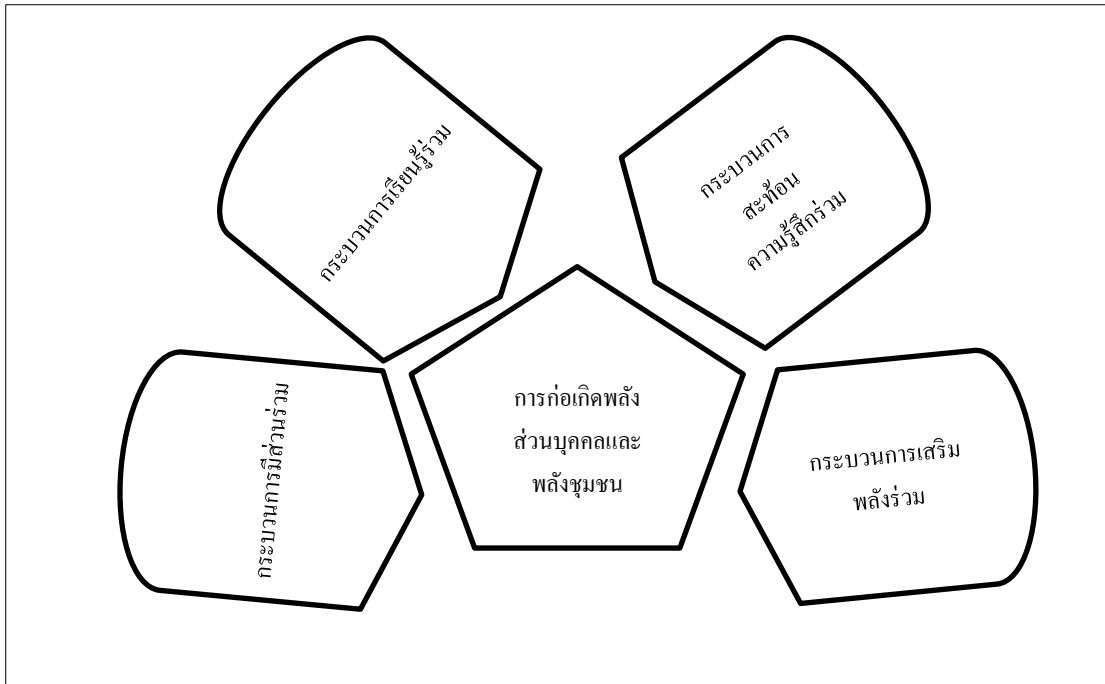 กระบวนการเรียนรู้ร่วม
กระบวนการ
สะท้อน
ความรู้สึกร่วม
กระบวนการมีส่วนร่วม
การก่อเกิดพลัง
ส่วนบุคคลและ
พลังชุมชน
กระบวนการเสริม
พลังร่วม